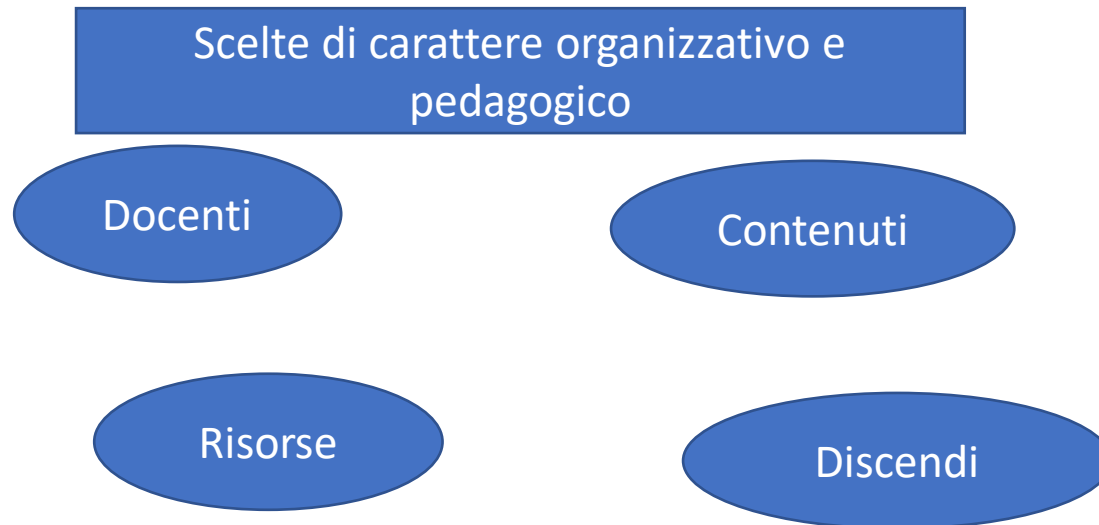 Scelte di carattere organizzativo e
pedagogico
Docenti
Contenuti
Risorse
Discendi